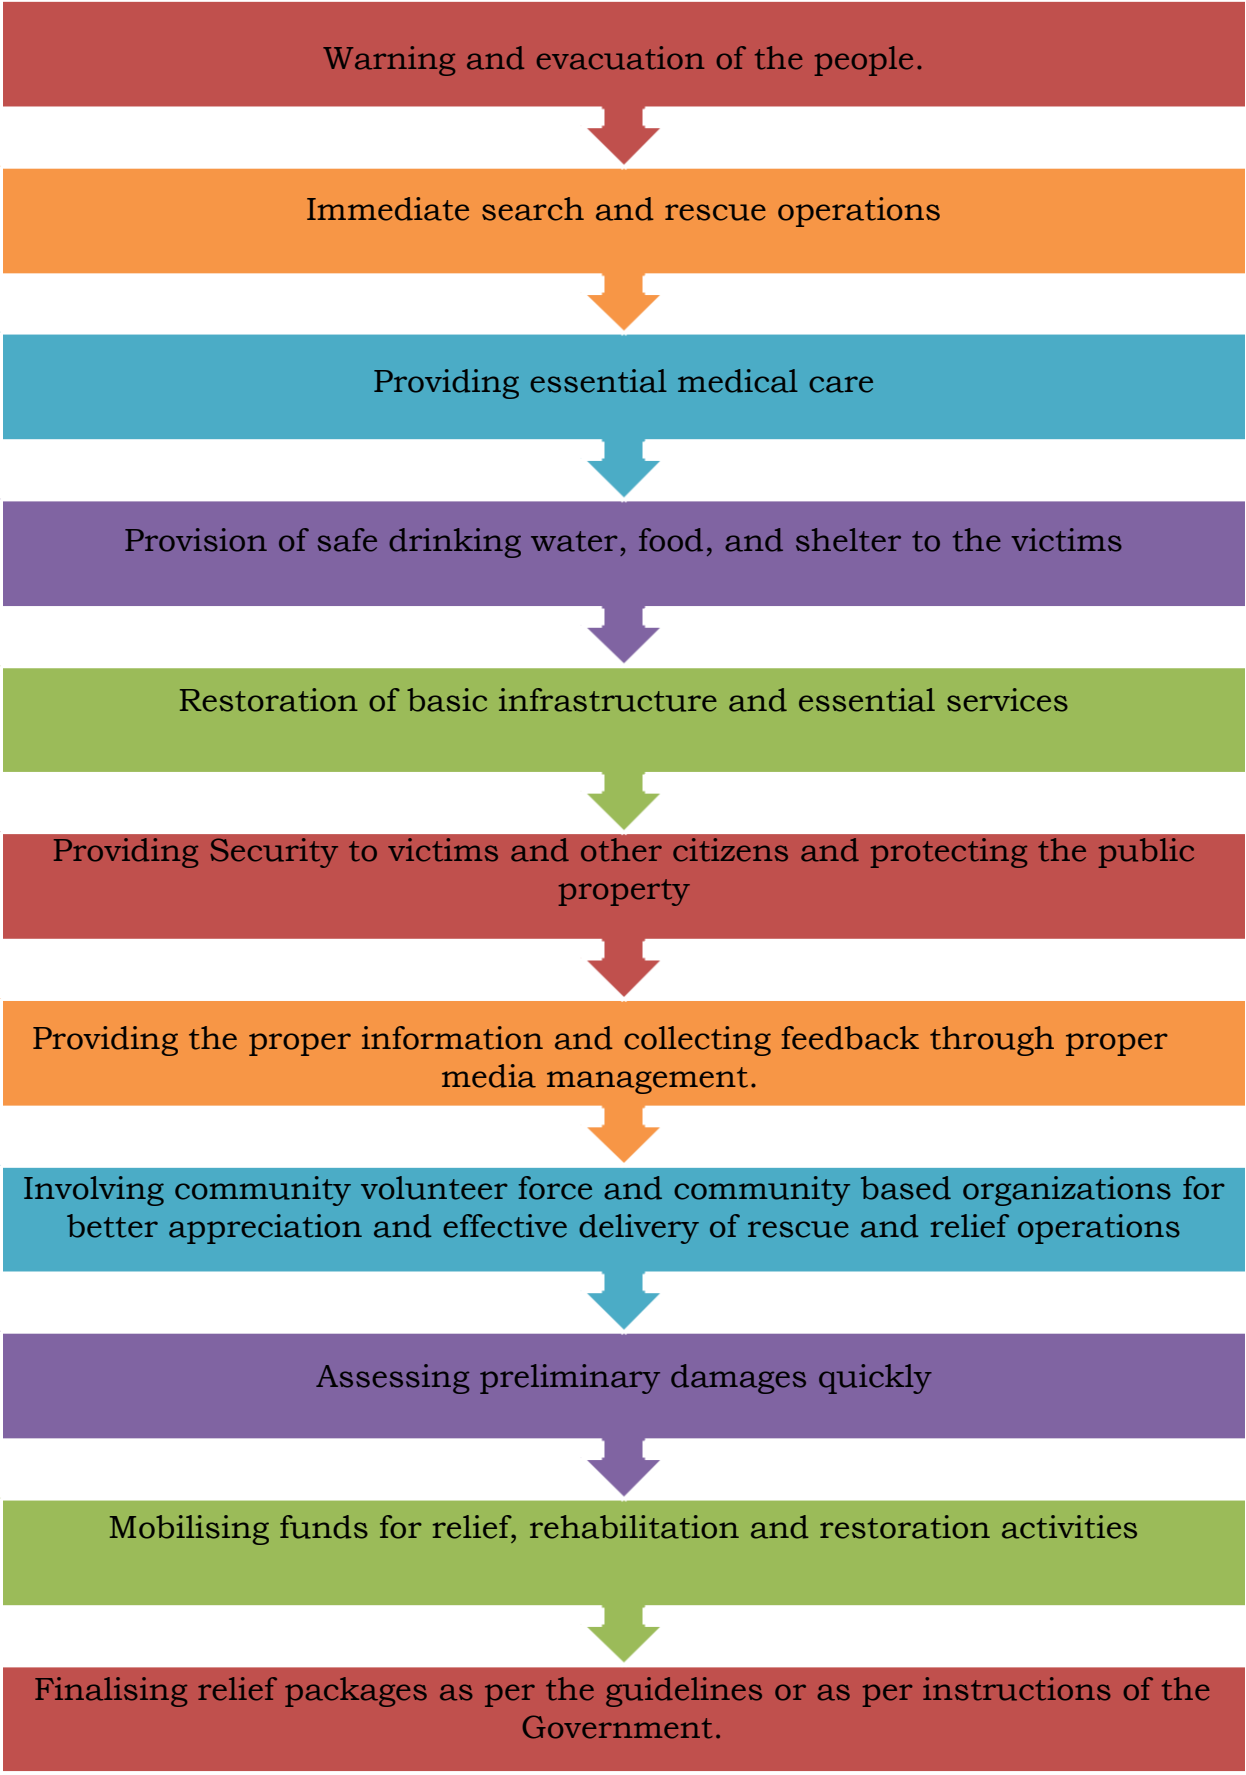 Warning and evacuation of the people.
Immediate search and rescue operations
Providing essential medical care
Provision of safe drinking water, food, and shelter to the victims
Restoration of basic infrastructure and essential services
Providing Security to victims and other citizens and protecting the public
property
Providing the proper information and collecting feedback through proper
media management.
Involving community volunteer force and community based organizations for
better appreciation and effective delivery of rescue and relief operations
Assessing preliminary damages quickly
Mobilising funds for relief, rehabilitation and restoration activities
Finalising relief packages as per the guidelines or as per instructions of the
Government.